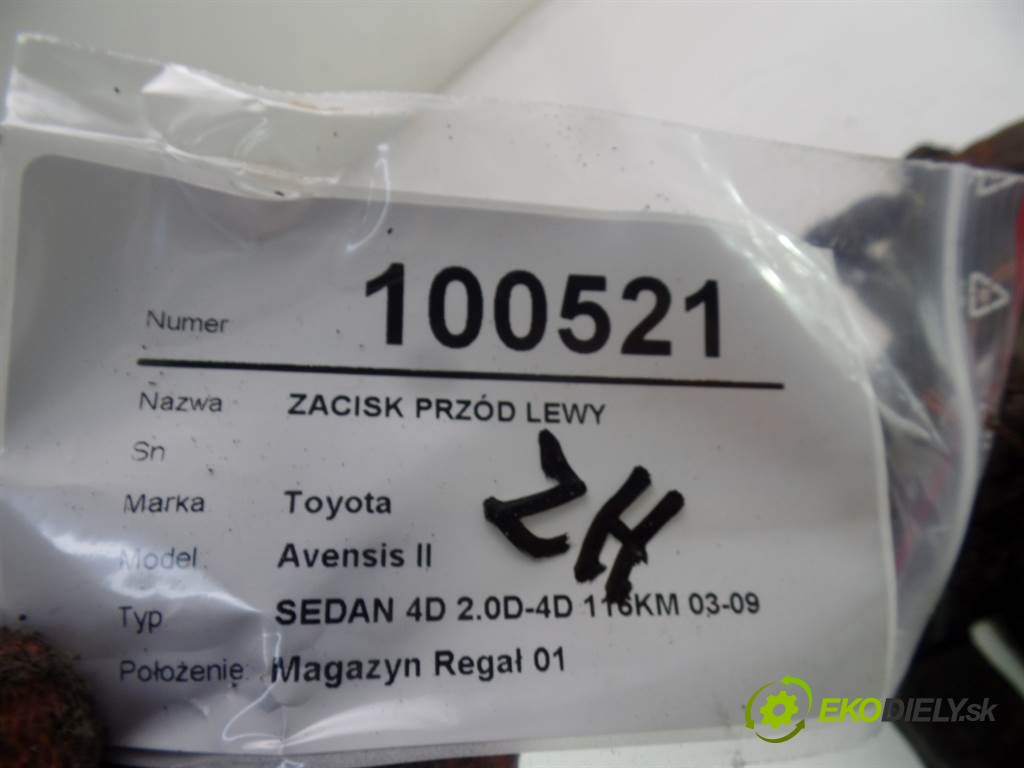 Numer 100521
Nazwa ZACISK PRZÓD LEWY
Sn
Marka Toyota
Model Avensis II
Typ SEDAN 4D 2.0D-4D 116KM 03-09
Położenie: Magazyn Regał 01
ZH
EKODIELY.sk